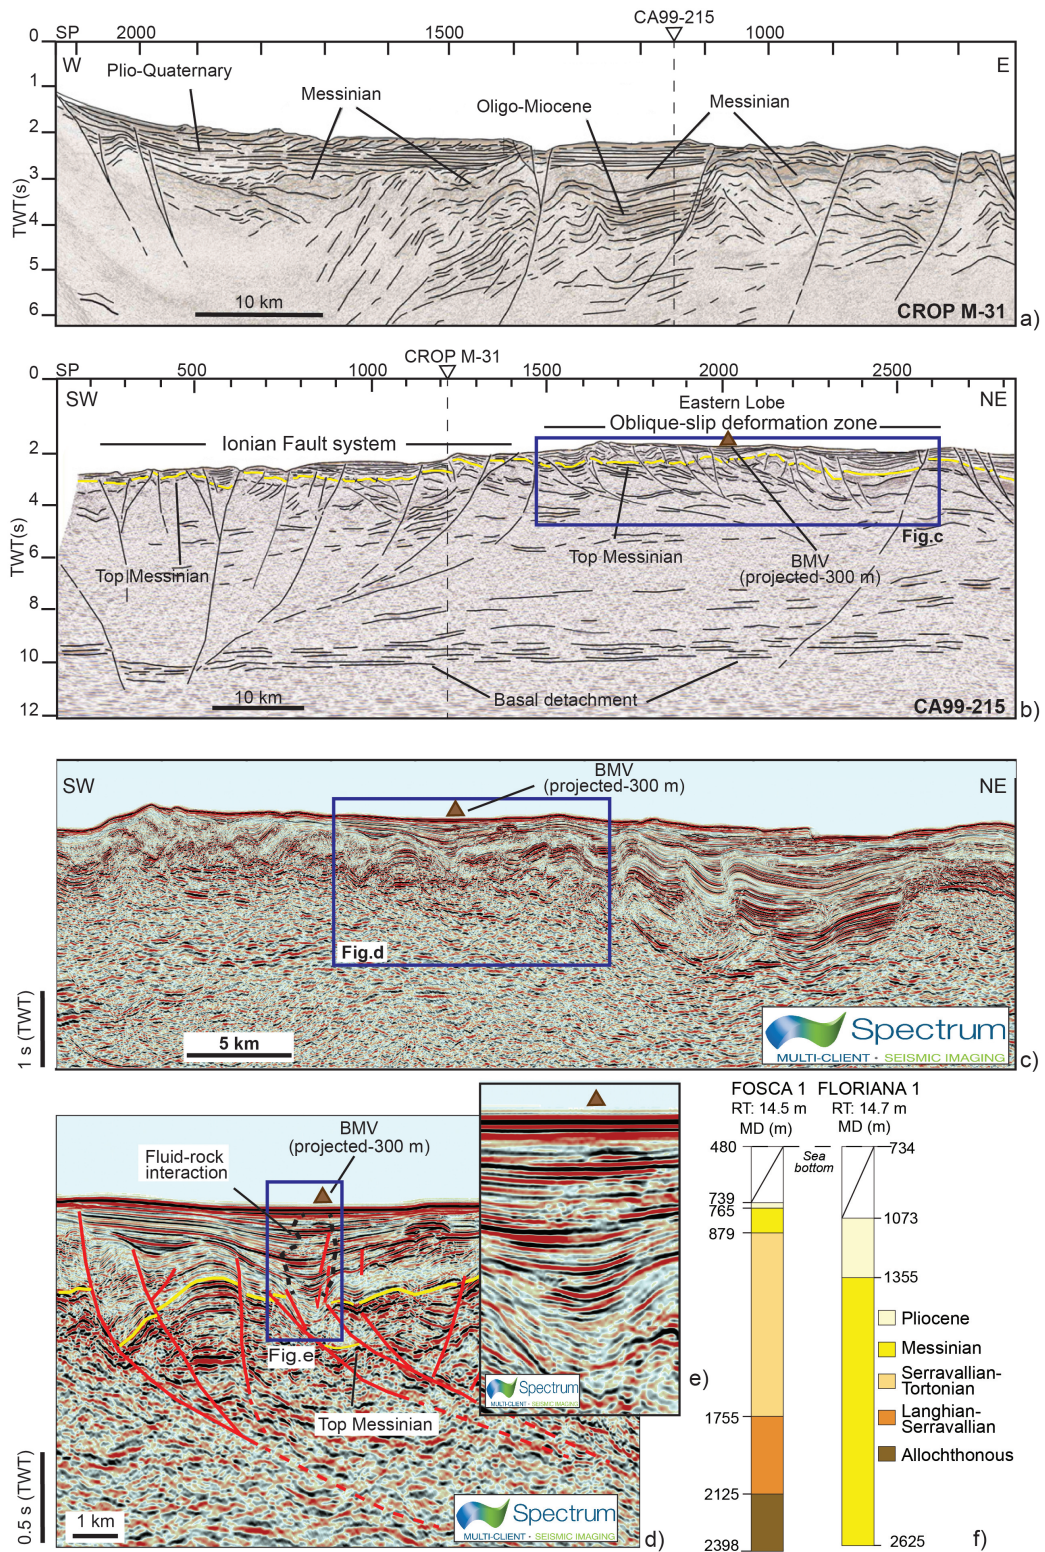 CA99-215
SP 2000 1500 1000
W E
Plio-Quaternary
Messinian
Oligo-Miocene
Messinian
0
1
2
3
4
5
6
TWT(s)
10 km
CROP M-31
a)
CROP M-31
SP 500 1000 1500 2000 2500
SW NE
Eastern Lobe
Oblique-slip deformation zone
Ionian Fault system
0
2
4
6
8
10
12
TWT(s)
Fig.c
Top Messinian
Top Messinian
BMV
(projected-300 m)
Basal detachment
10 km
CA99-215
b)
SW NE
BMV
(projected-300 m)
Fig.d
1 s (TWT)
5 km
Spectrum
MULTI-CLIENT • SEISMIC IMAGING
c)
BMV
(projected-300 m)
Fluid-rock
interaction
Fig.e
Top Messinian
0.5 s (TWT)
1 km
Spectrum
MULTI-CLIENT • SEISMIC IMAGING
d)
Spectrum
MULTI-CLIENT • SEISMIC IMAGING
e)
FOSCA 1 FLORIANA 1
RT: 14.5 m RT: 14.7 m
MD (m) MD (m)
480 Sea bottom 734
739
765
879
1755
2125
2398
1073
1355
2625
Pliocene
Messinian
Serravallian-
Tortonian
Langhian-
Serravallian
Allochthonous
f)